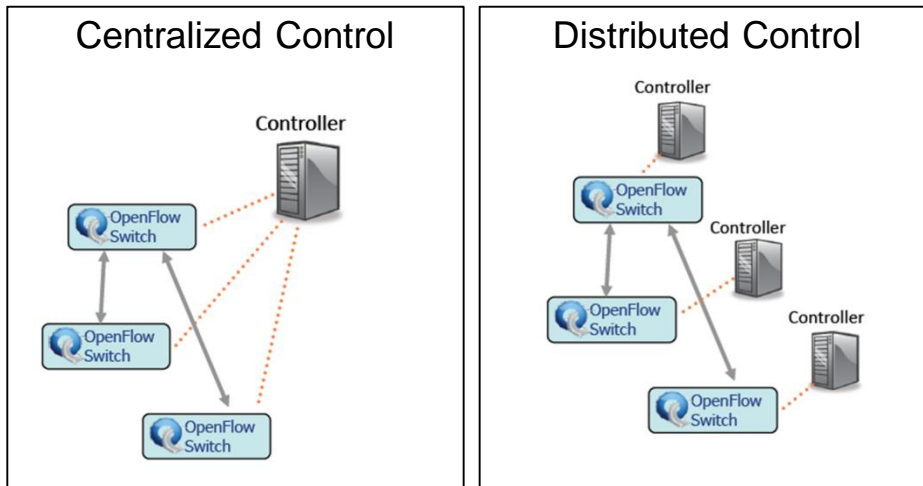 Centralized Control
Controller
OpenFlow
Switch
OpenFlow
Switch
OpenFlow
Switch
Distributed Control
Controller
OpenFlow
Switch
Controller
OpenFlow
Switch
Controller
OpenFlow
Switch